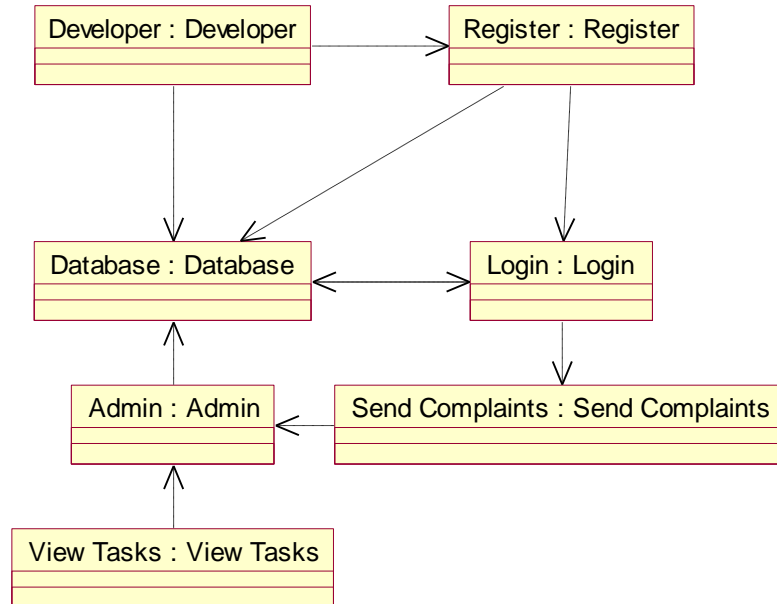 Developer : Developer
Register : Register
Database : Database
Login : Login
Admin : Admin
Send Complaints : Send Complaints
View Tasks : View Tasks